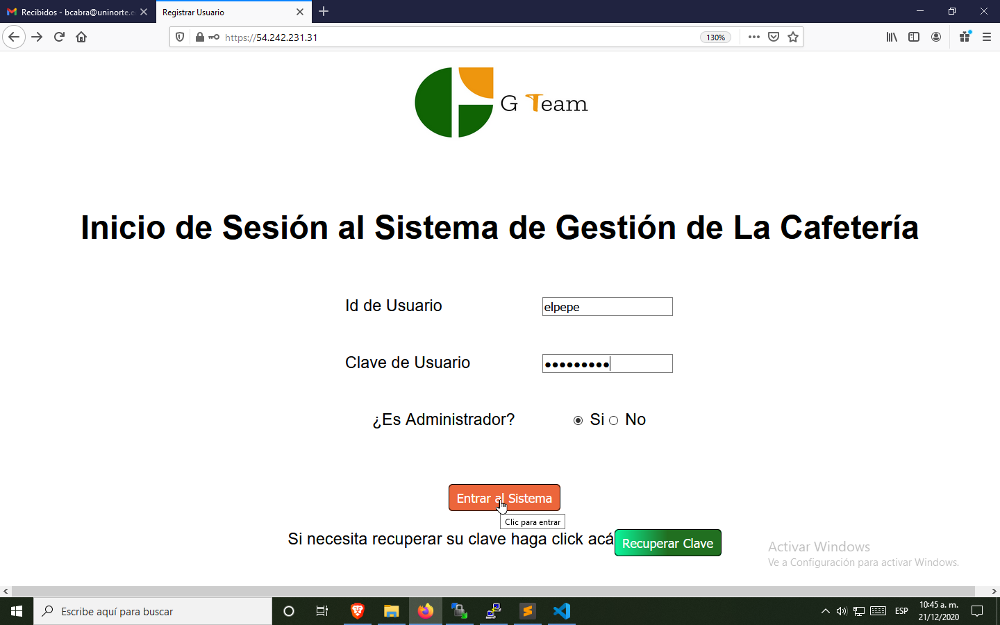 Recibidos - bcabra@uninorte.e
Registrar Usuario
https://54.242.231.31
130%
G Team
Inicio de Sesión al Sistema de Gestión de La Cafetería
Id de Usuario
elpepe
Clave de Usuario
¿Es Administrador?
Si
No
Entrar al Sistema
Clic para entrar
Si necesita recuperar su clave haga click acá
Recuperar Clave
Activar Windows
Ve a Configuración para activar Windows.
Escribe aquí para buscar
ESP
10:45 a. m.
21/12/2020